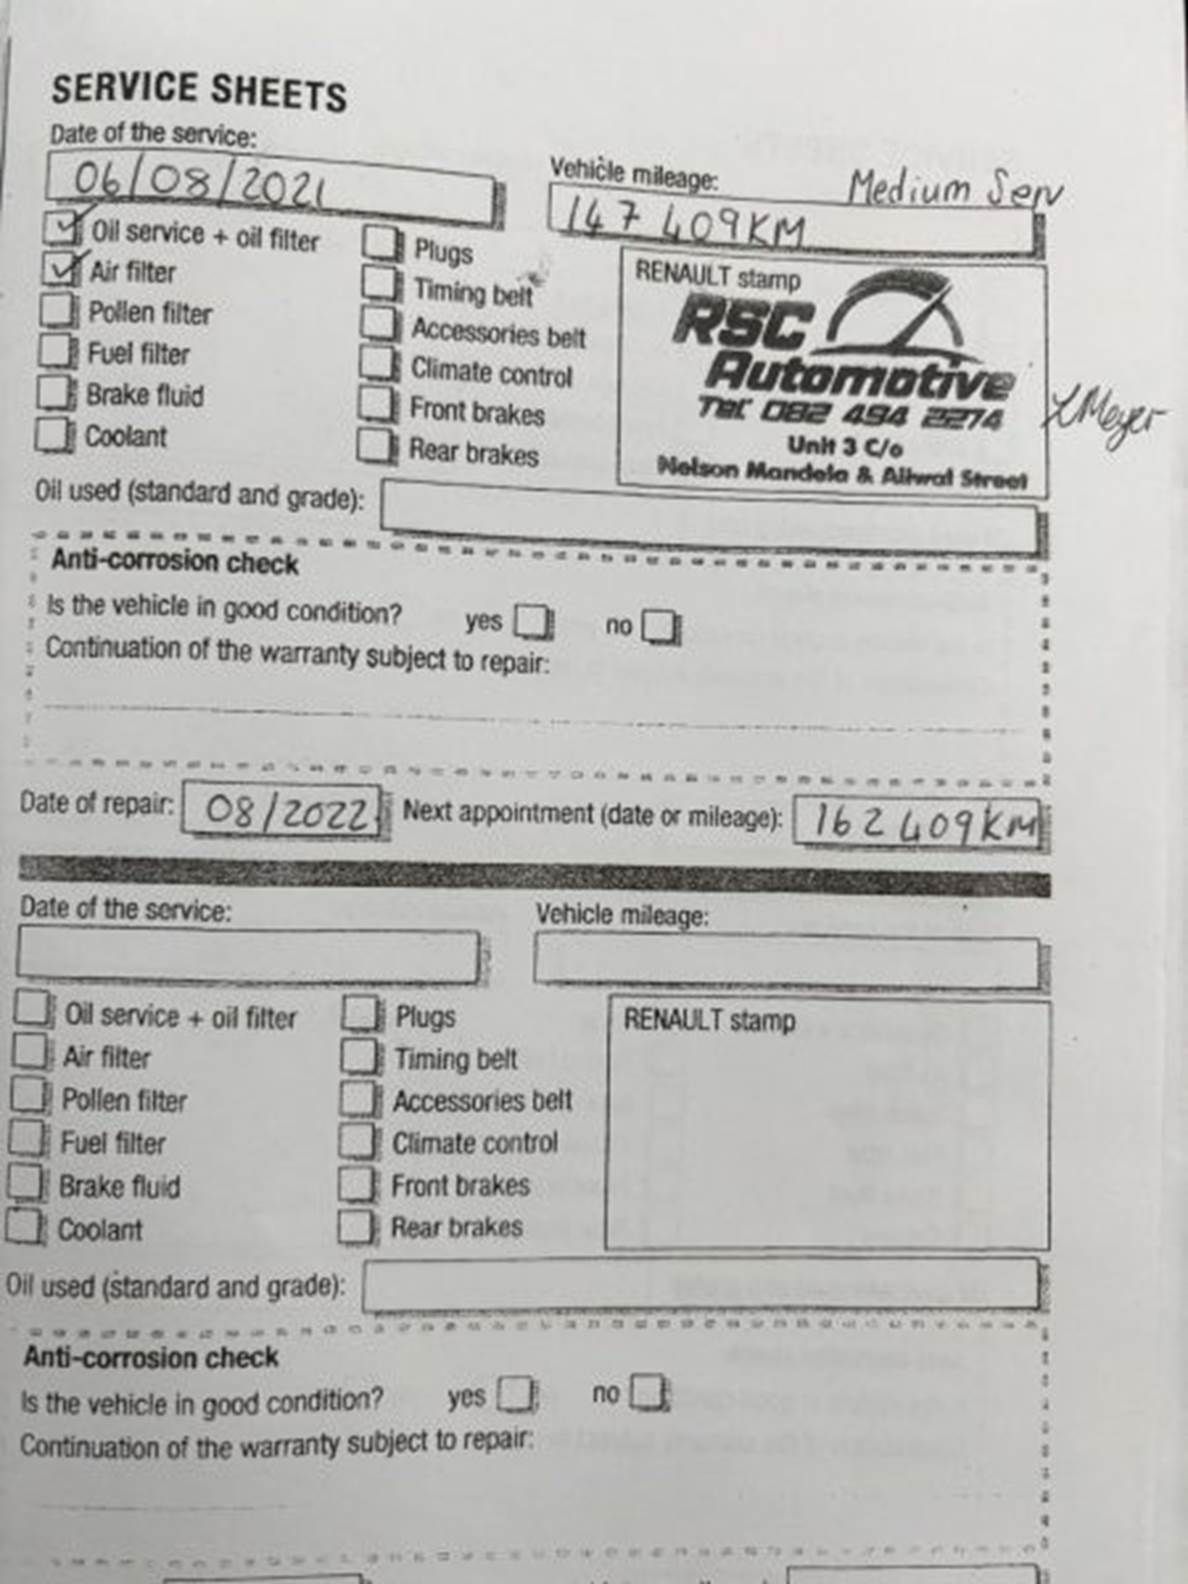 SERVICE SHEETS
Date of the service:
06/08/2021
Vehicle mileage:
Medium Serv
147 409KM
Oil service + oil filter
Air filter
Pollen filter
Fuel filter
Brake fluid
Coolant
Plugs
Timing belt
Accessories belt
Climate control
Front brakes
Rear brakes
RENAULT stamp
RSC
Automotive
Tel: 082 494 2274
Unit 3 C/o
Nelson Mandela & Aliwal Street
LMeyer
Oil used (standard and grade):
Anti-corrosion check
Is the vehicle in good condition? yes no
Continuation of the warranty subject to repair:
Date of repair: 08/2022 Next appointment (date or mileage): 162 409KM
Date of the service:
Vehicle mileage:
Oil service + oil filter
Air filter
Pollen filter
Fuel filter
Brake fluid
Coolant
Plugs
Timing belt
Accessories belt
Climate control
Front brakes
Rear brakes
RENAULT stamp
Oil used (standard and grade):
Anti-corrosion check
Is the vehicle in good condition? yes no
Continuation of the warranty subject to repair: